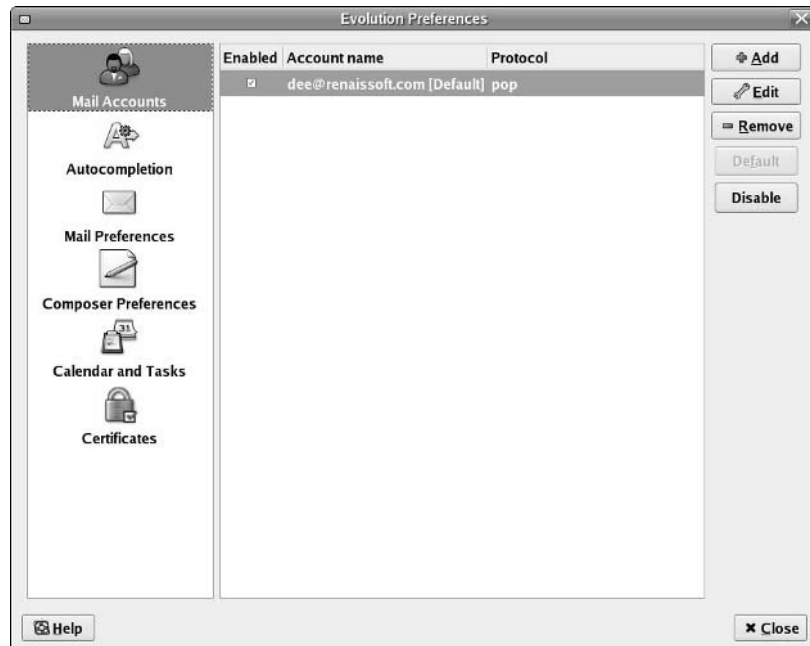 Evolution Preferences
Mail Accounts
Autocompletion
Mail Preferences
Composer Preferences
31
Calendar and Tasks
Certificates
Enabled Account name Protocol
dee@renaissoft.com [Default] pop
Add
Edit
Remove
Default
Disable
Help
Close